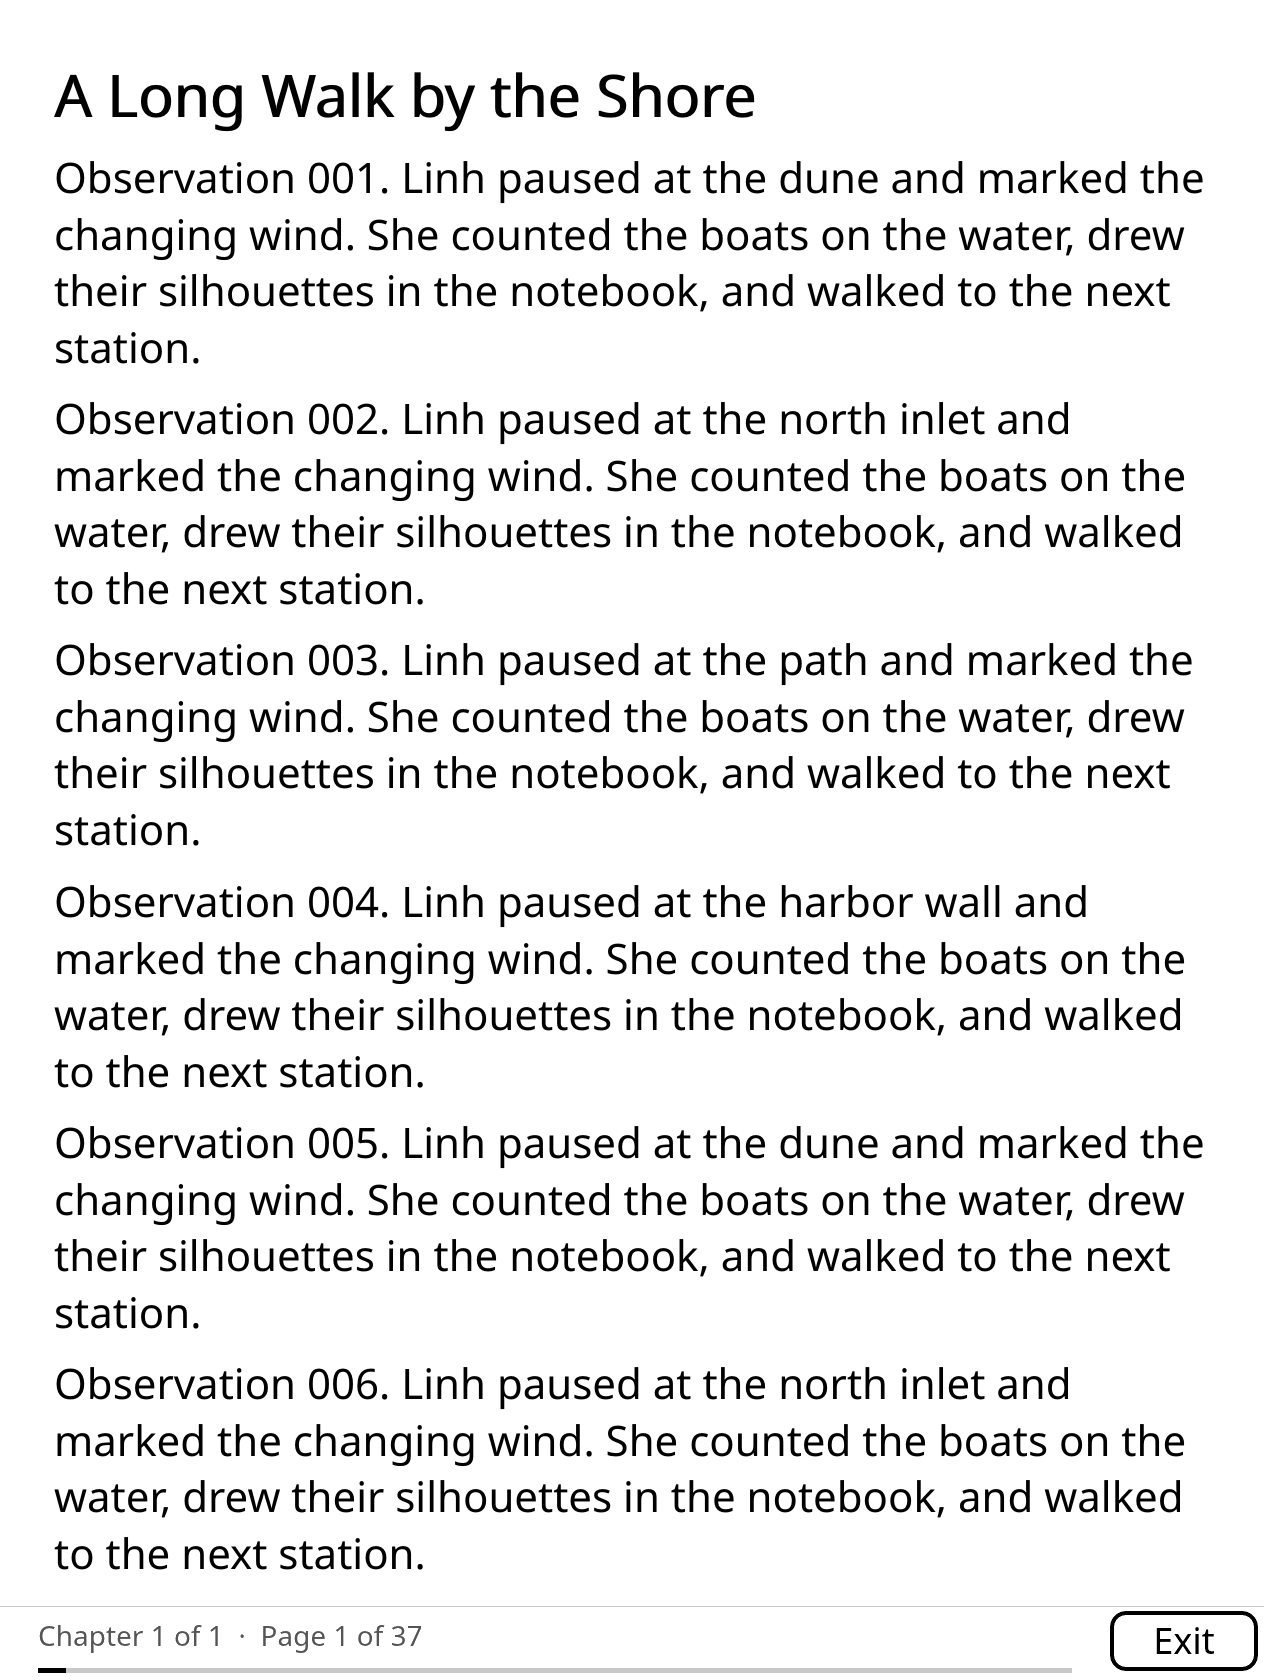 A Long Walk by the Shore
Observation 001. Linh paused at the dune and marked the
changing wind. She counted the boats on the water, drew
their silhouettes in the notebook, and walked to the next
station.
Observation 002. Linh paused at the north inlet and
marked the changing wind. She counted the boats on the
water, drew their silhouettes in the notebook, and walked
to the next station.
Observation 003. Linh paused at the path and marked the
changing wind. She counted the boats on the water, drew
their silhouettes in the notebook, and walked to the next
station.
Observation 004. Linh paused at the harbor wall and
marked the changing wind. She counted the boats on the
water, drew their silhouettes in the notebook, and walked
to the next station.
Observation 005. Linh paused at the dune and marked the
changing wind. She counted the boats on the water, drew
their silhouettes in the notebook, and walked to the next
station.
Observation 006. Linh paused at the north inlet and
marked the changing wind. She counted the boats on the
water, drew their silhouettes in the notebook, and walked
to the next station.
Chapter 1 of 1 · Page 1 of 37
Exit